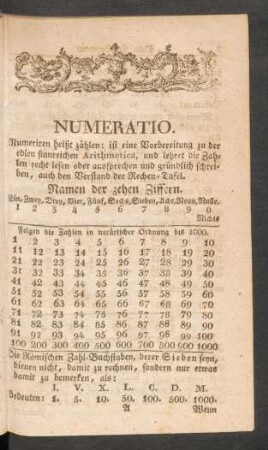 NUMERATIO.
Numeriren heißt zählen: ist eine Vorbereitung zu der
edlen sinnreichen Arithmetica, und lehret die Zah-
len recht lesen oder aussprechen und gründlich schrei-
ben, auch den Verstand der Rechen-Tafel.
Namen der zehen Ziffern.
Ein, Zwey, Drey, Vier, Fünf, Sechs, Sieben, Acht, Neun, Nulle.
1 2 3 4 5 6 7 8 9 0
Nichts
Folgen die Zahlen in natürlicher Ordnung bis 1000.
1 2 3 4 5 6 7 8 9 10
11 12 13 14 15 16 17 18 19 20
21 22 23 24 25 26 27 28 29 30
31 32 33 34 35 36 37 38 39 40
41 42 43 44 45 46 47 48 49 50
51 52 53 54 55 56 57 58 59 60
61 62 63 64 65 66 67 68 69 70
71 72 73 74 75 76 77 78 79 80
81 82 83 84 85 86 87 88 89 90
91 92 93 94 95 96 97 98 99 100
100 200 300 400 500 600 700 800 900 1000
Die Römischen Zahl-Buchstaben, derer Sieben seyn,
dienen nicht, damit zu rechnen, sondern nur etwas
damit zu bemerken, als:
I. V. X. L. C. D. M.
Bedeuten: 1. 5. 10. 50. 100. 500. 1000.
A Wenn